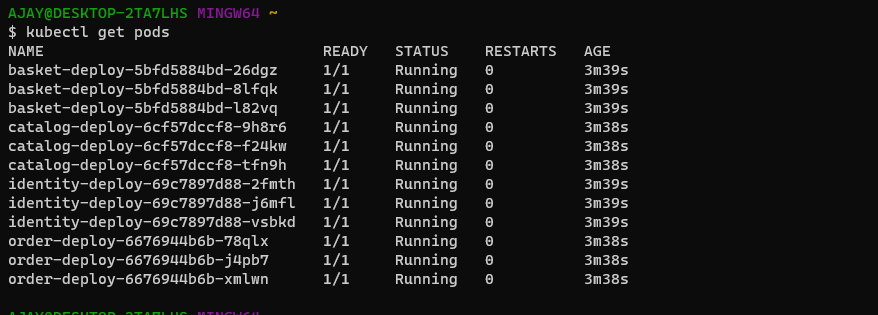 AJAY@DESKTOP-2TA7LHS MINGW64 ~
$ kubectl get pods
NAME                               READY   STATUS    RESTARTS   AGE
basket-deploy-5bfd5884bd-26dgz     1/1     Running   0          3m39s
basket-deploy-5bfd5884bd-8lfqk     1/1     Running   0          3m39s
basket-deploy-5bfd5884bd-l82vq     1/1     Running   0          3m39s
catalog-deploy-6cf57dccf8-9h8r6    1/1     Running   0          3m38s
catalog-deploy-6cf57dccf8-f24kw    1/1     Running   0          3m38s
catalog-deploy-6cf57dccf8-tfn9h    1/1     Running   0          3m38s
identity-deploy-69c7897d88-2fmth   1/1     Running   0          3m39s
identity-deploy-69c7897d88-j6mfl   1/1     Running   0          3m39s
identity-deploy-69c7897d88-vsbkd   1/1     Running   0          3m39s
order-deploy-6676944b6b-78qlx      1/1     Running   0          3m38s
order-deploy-6676944b6b-j4pb7      1/1     Running   0          3m38s
order-deploy-6676944b6b-xmlwn      1/1     Running   0          3m38s
AJAY@DESKTOP-2TA7LHS MINGW64